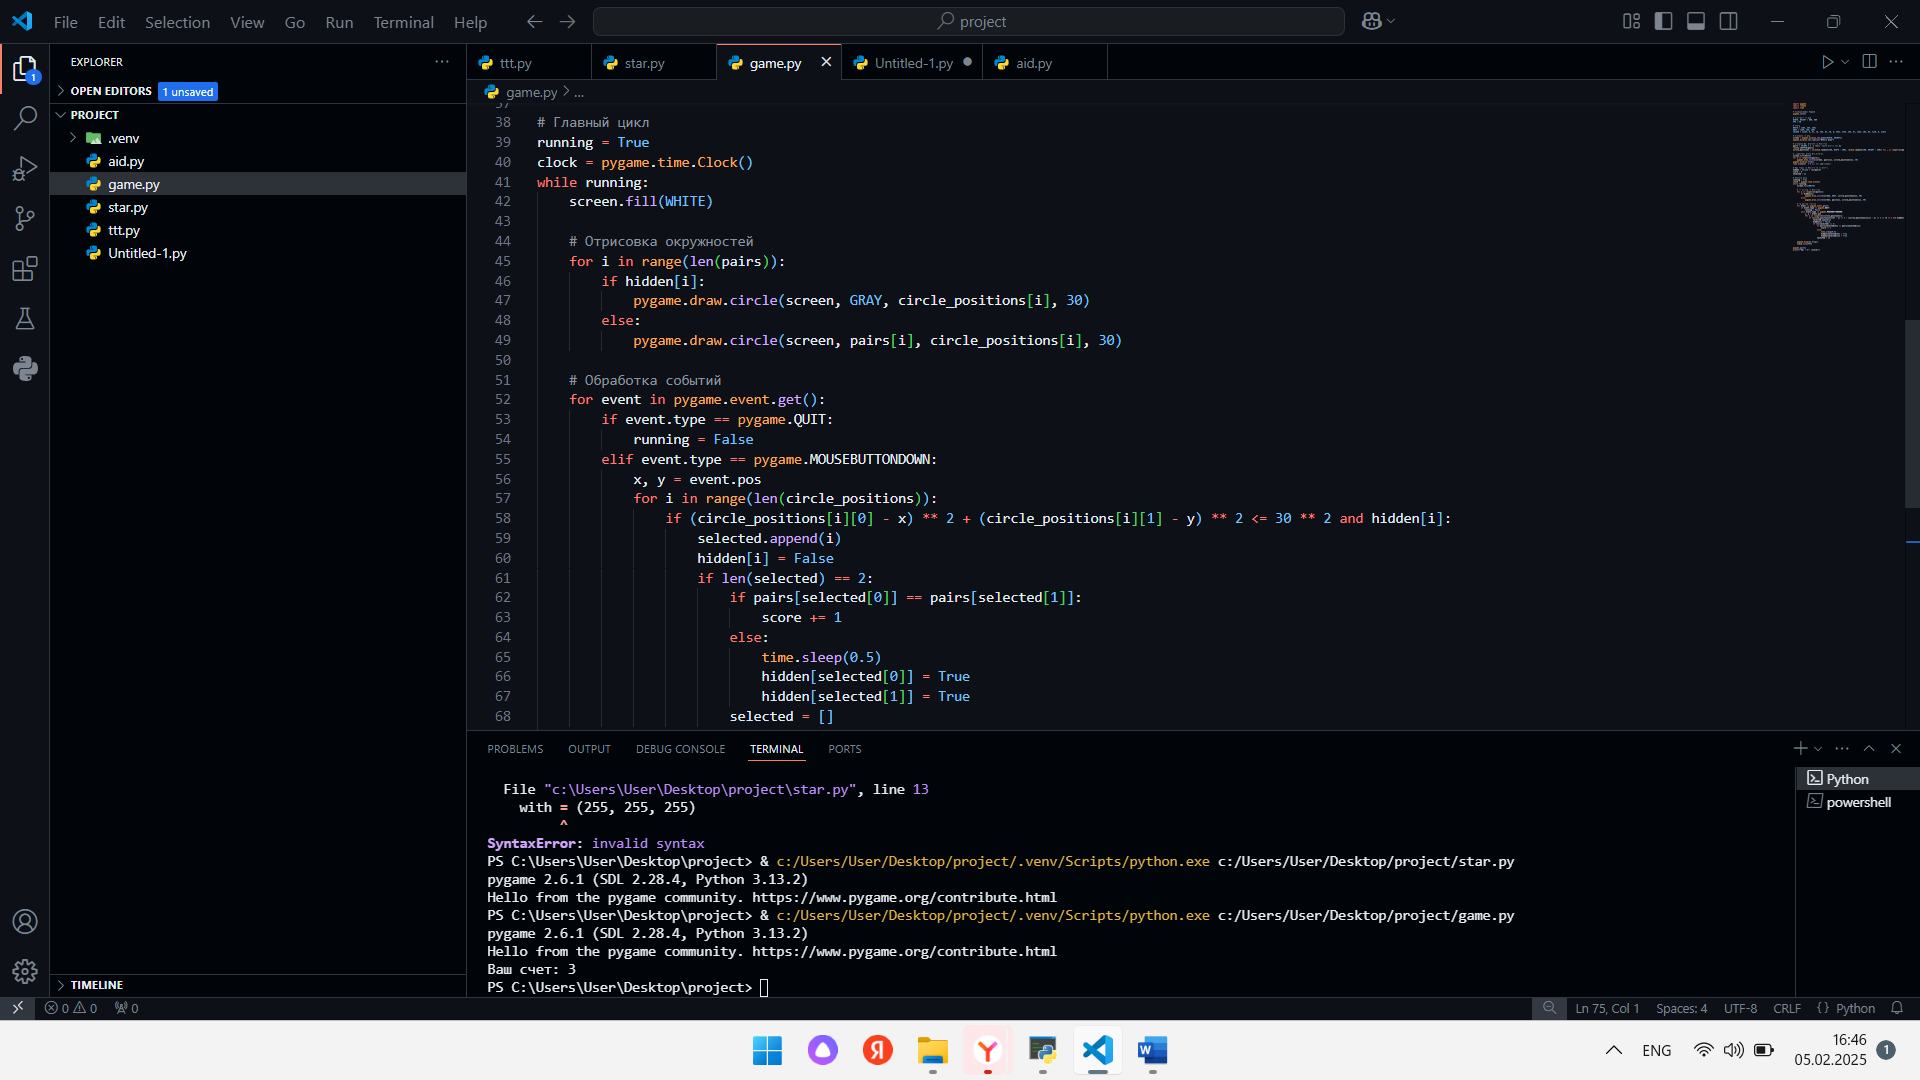 File Edit Selection View Go Run Terminal Help
project
EXPLORER
OPEN EDITORS 1 unsaved
PROJECT
.venv
aid.py
game.py
star.py
ttt.py
Untitled-1.py
TIMELINE
1
ttt.py star.py game.py Untitled-1.py aid.py
game.py > ...
37
38 # Главный цикл
39 running = True
40 clock = pygame.time.Clock()
41 while running:
42 screen.fill(WHITE)
43
44 # Отрисовка окружностей
45 for i in range(len(pairs)):
46 if hidden[i]:
47 pygame.draw.circle(screen, GRAY, circle_positions[i], 30)
48 else:
49 pygame.draw.circle(screen, pairs[i], circle_positions[i], 30)
50
51 # Обработка событий
52 for event in pygame.event.get():
53 if event.type == pygame.QUIT:
54 running = False
55 elif event.type == pygame.MOUSEBUTTONDOWN:
56 x, y = event.pos
57 for i in range(len(circle_positions)):
58 if (circle_positions[i][0] - x) ** 2 + (circle_positions[i][1] - y) ** 2 <= 30 ** 2 and hidden[i]:
59 selected.append(i)
60 hidden[i] = False
61 if len(selected) == 2:
62 if pairs[selected[0]] == pairs[selected[1]]:
63 score += 1
64 else:
65 time.sleep(0.5)
66 hidden[selected[0]] = True
67 hidden[selected[1]] = True
68 selected = []
PROBLEMS OUTPUT DEBUG CONSOLE TERMINAL PORTS
File "c:\Users\User\Desktop\project\star.py", line 13
with = (255, 255, 255)
^
SyntaxError: invalid syntax
PS C:\Users\User\Desktop\project> & c:/Users/User/Desktop/project/.venv/Scripts/python.exe c:/Users/User/Desktop/project/star.py
pygame 2.6.1 (SDL 2.28.4, Python 3.13.2)
Hello from the pygame community. https://www.pygame.org/contribute.html
PS C:\Users\User\Desktop\project> & c:/Users/User/Desktop/project/.venv/Scripts/python.exe c:/Users/User/Desktop/project/game.py
pygame 2.6.1 (SDL 2.28.4, Python 3.13.2)
Hello from the pygame community. https://www.pygame.org/contribute.html
Ваш счет: 3
PS C:\Users\User\Desktop\project>
Python
powershell
0 0 0
Ln 75, Col 1 Spaces: 4 UTF-8 CRLF {} Python
Я Y W
ENG
16:46
05.02.2025
1